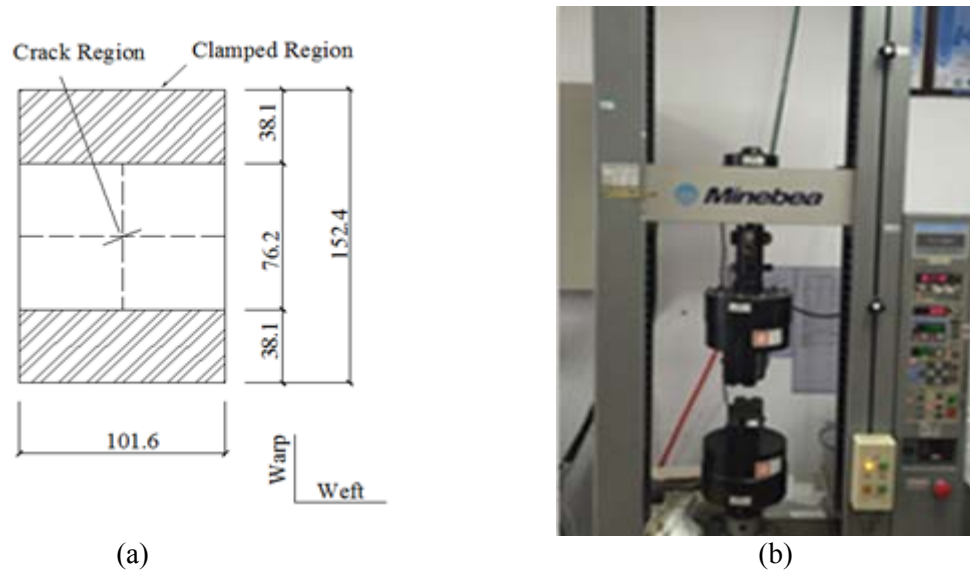 Crack Region
Clamped Region
38.1
76.2
152.4
38.1
101.6
Warp
Weft
Minebea
(a)
(b)